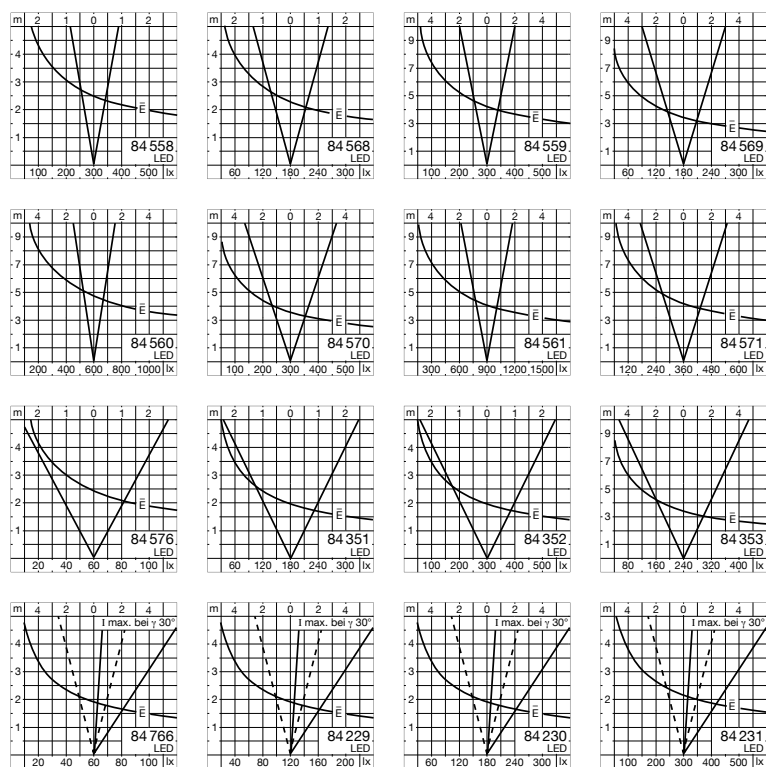 m 2 1 0 1 2
4
3
2
1
E̅
84 558
LED
100 200 300 400 500 lx
m 2 1 0 1 2
4
3
2
1
E̅
84 568
LED
60 120 180 240 300 lx
m 4 2 0 2 4
9
7
5
3
1
E̅
84 559
LED
100 200 300 400 500 lx
m 4 2 0 2 4
9
7
5
3
1
E̅
84 569
LED
60 120 180 240 300 lx
m 4 2 0 2 4
9
7
5
3
1
E̅
84 560
LED
200 400 600 800 1000 lx
m 4 2 0 2 4
9
7
5
3
1
E̅
84 570
LED
100 200 300 400 500 lx
m 4 2 0 2 4
9
7
5
3
1
E̅
84 561
LED
300 600 900 1200 1500 lx
m 4 2 0 2 4
9
7
5
3
1
E̅
84 571
LED
120 240 360 480 600 lx
m 2 1 0 1 2
4
3
2
1
E̅
84 576
LED
20 40 60 80 100 lx
m 2 1 0 1 2
4
3
2
1
E̅
84 351
LED
60 120 180 240 300 lx
m 2 1 0 1 2
4
3
2
1
E̅
84 352
LED
100 200 300 400 500 lx
m 4 2 0 2 4
9
7
5
3
1
E̅
84 353
LED
80 160 240 320 400 lx
m 4 2 0 I max. bei γ 30°
4
3
2
1
E̅
84 766
LED
20 40 60 80 100 lx
m 4 2 0 I max. bei γ 30°
4
3
2
1
E̅
84 229
LED
40 80 120 160 200 lx
m 4 2 0 I max. bei γ 30°
4
3
2
1
E̅
84 230
LED
60 120 180 240 300 lx
m 4 2 0 I max. bei γ 30°
4
3
2
1
E̅
84 231
LED
100 200 300 400 500 lx